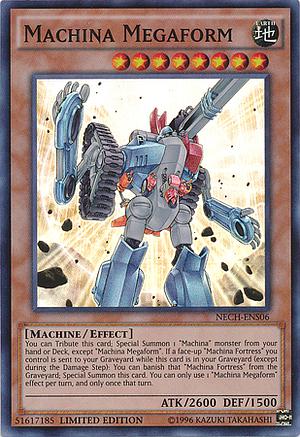 MACHINA MEGAFORM
EARTH
地
NECH-ENS06
[MACHINE/EFFECT]
You can Tribute this card; Special Summon 1 "Machina" monster from your
hand or Deck, except "Machina Megaform". If a face-up "Machina Fortress" you
control is sent to your Graveyard while this card is in your Graveyard (except
during the Damage Step): You can banish that "Machina Fortress" from the
Graveyard; Special Summon this card. You can only use 1 "Machina Megaform"
effect per turn, and only once that turn.
ATK/2600 DEF/1500
51617185 LIMITED EDITION ©1996 KAZUKI TAKAHASHI